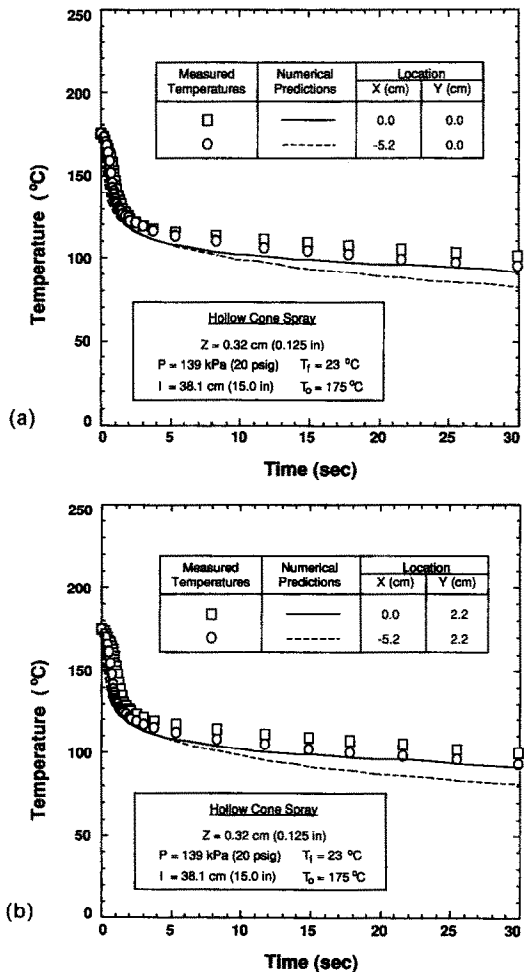 250
200
150
100
50
0
Temperature (°C)
Measured Temperatures
Numerical Predictions
Location
X (cm)
Y (cm)
0.0
0.0
-5.2
0.0
Hollow Cone Spray
Z = 0.32 cm (0.125 in)
P = 139 kPa (20 psig) Tf = 23 °C
l = 38.1 cm (15.0 in) To = 175 °C
(a)
0 5 10 15 20 25 30
Time (sec)
250
200
150
100
50
0
Temperature (°C)
Measured Temperatures
Numerical Predictions
Location
X (cm)
Y (cm)
0.0
2.2
-5.2
2.2
Hollow Cone Spray
Z = 0.32 cm (0.125 in)
P = 139 kPa (20 psig) Tf = 23 °C
l = 38.1 cm (15.0 in) To = 175 °C
(b)
0 5 10 15 20 25 30
Time (sec)